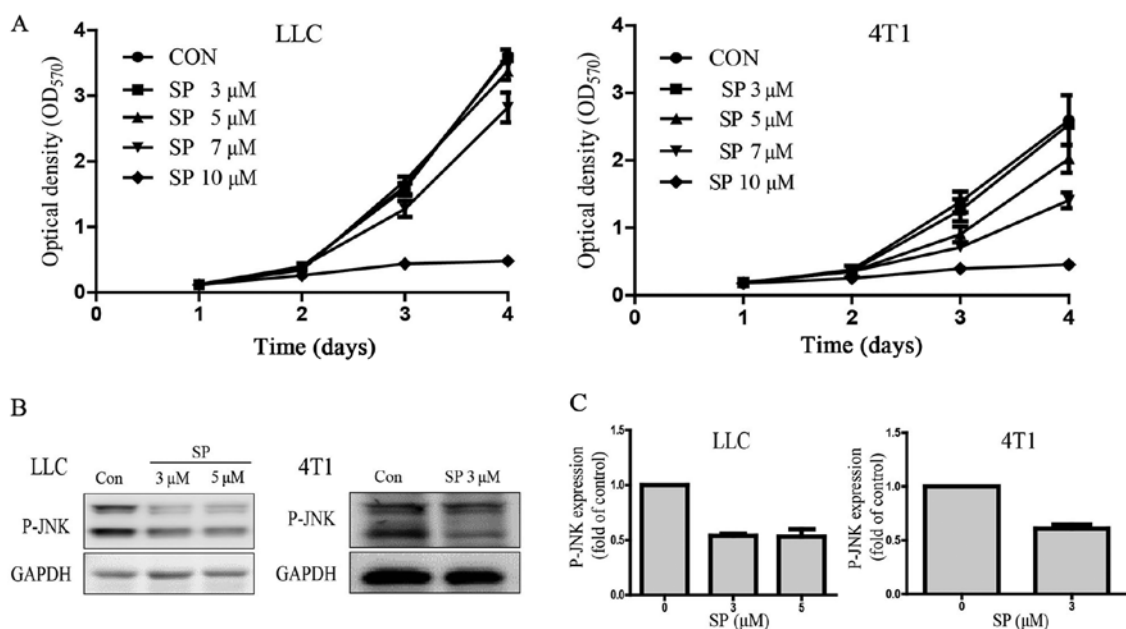 A
LLC
Optical density (OD570)
4
3
2
1
0
CON
SP 3 μM
SP 5 μM
SP 7 μM
SP 10 μM
0 1 2 3 4
Time (days)
4T1
Optical density (OD570)
4
3
2
1
0
CON
SP 3 μM
SP 5 μM
SP 7 μM
SP 10 μM
0 1 2 3 4
Time (days)
B
LLC
SP
Con 3 μM 5 μM
P-JNK
GAPDH
4T1
Con SP 3 μM
P-JNK
GAPDH
C
LLC
P-JNK expression
(fold of control)
1.5
1.0
0.5
0.0
0 3 5
SP (μM)
4T1
P-JNK expression
(fold of control)
1.5
1.0
0.5
0.0
0 3
SP (μM)